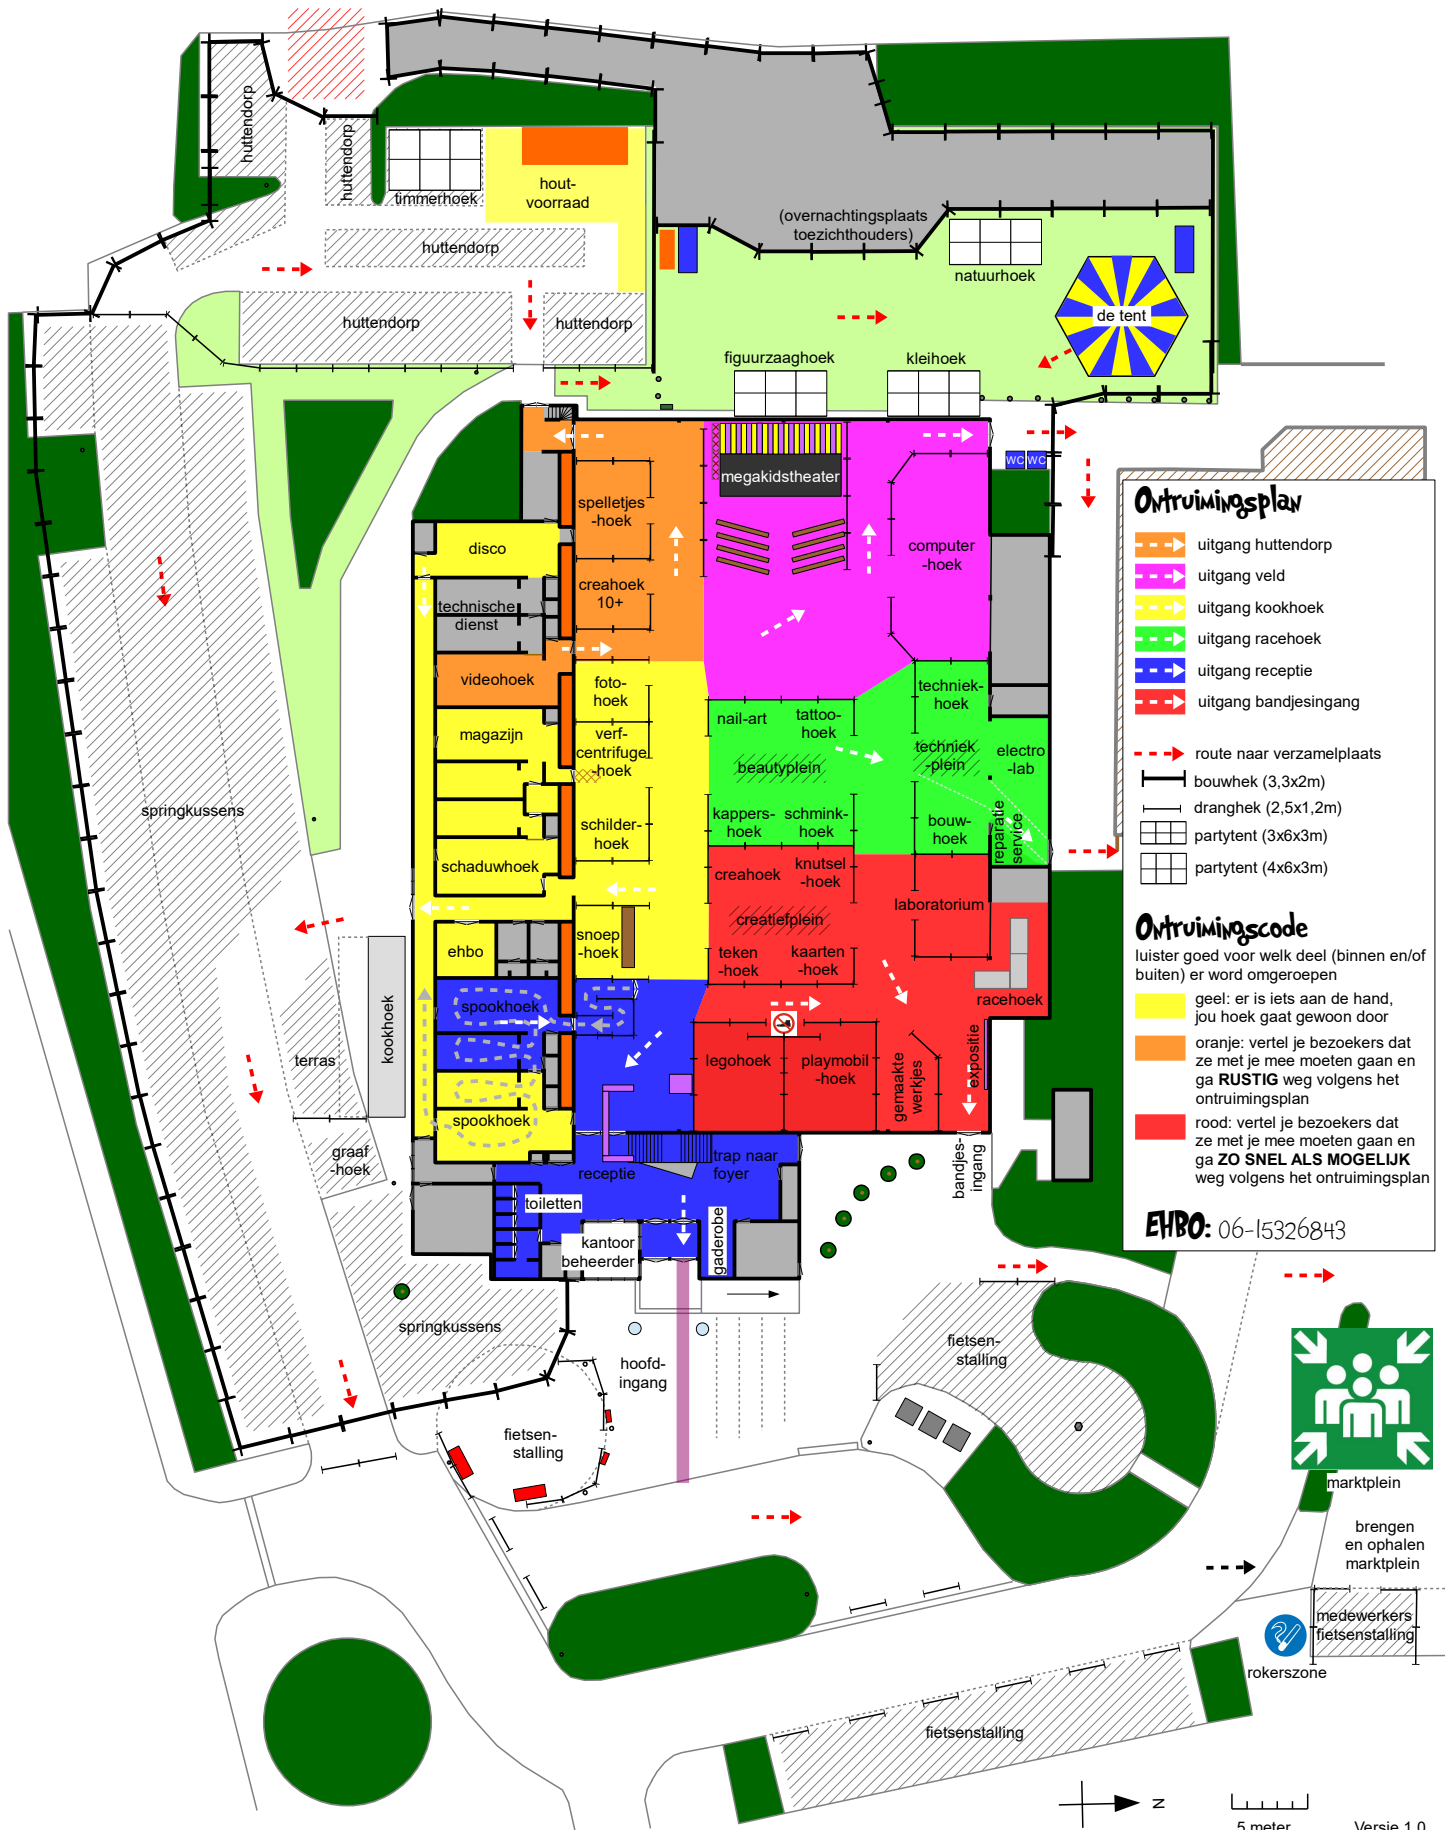 huttendorp
huttendorp
timmerhoek
hout-
voorraad
huttendorp
huttendorp
huttendorp
(overnachtingsplaats
toezichthouders)
natuurhoek
de tent
figuurzaaghoek
kleihoek
WC WC
megakidstheater
spelletjes
-hoek
creahoek
10+
computer
-hoek
disco
technische
dienst
videohoek
magazijn
schaduwhoek
ehbo
spookhoek
spookhoek
foto-
hoek
verf-
centrifuge
-hoek
schilder-
hoek
snoep
-hoek
nail-art
tattoo-
hoek
beautyplein
kappers-
hoek
schmink-
hoek
techniek-
hoek
techniek
-plein
electro
-lab
bouw-
hoek
reparatie
service
creahoek
knutsel
-hoek
creatiefplein
teken
-hoek
kaarten
-hoek
laboratorium
racehoek
legohoek
playmobil
-hoek
gemaakte
werkjes
expositie
bandjes-
ingang
springkussens
kookhoek
terras
graaf
-hoek
receptie
trap naar
foyer
toiletten
kantoor
beheerder
gaderobe
springkussens
hoofd-
ingang
fietsen-
stalling
fietsen-
stalling
Ontruimingsplan
uitgang huttendorp
uitgang veld
uitgang kookhoek
uitgang racehoek
uitgang receptie
uitgang bandjesingang
route naar verzamelplaats
bouwhek (3,3x2m)
dranghek (2,5x1,2m)
partytent (3x6x3m)
partytent (4x6x3m)
Ontruimingscode
luister goed voor welk deel (binnen en/of
buiten) er word omgeroepen
geel: er is iets aan de hand,
jou hoek gaat gewoon door
oranje: vertel je bezoekers dat
ze met je mee moeten gaan en
ga RUSTIG weg volgens het
ontruimingsplan
rood: vertel je bezoekers dat
ze met je mee moeten gaan en
ga ZO SNEL ALS MOGELIJK
weg volgens het ontruimingsplan
EHBO: 06-15326843
marktplein
brengen
en ophalen
marktplein
medewerkers
fietsenstalling
rokerszone
fietsenstalling
N
5 meter
Versie 1.0